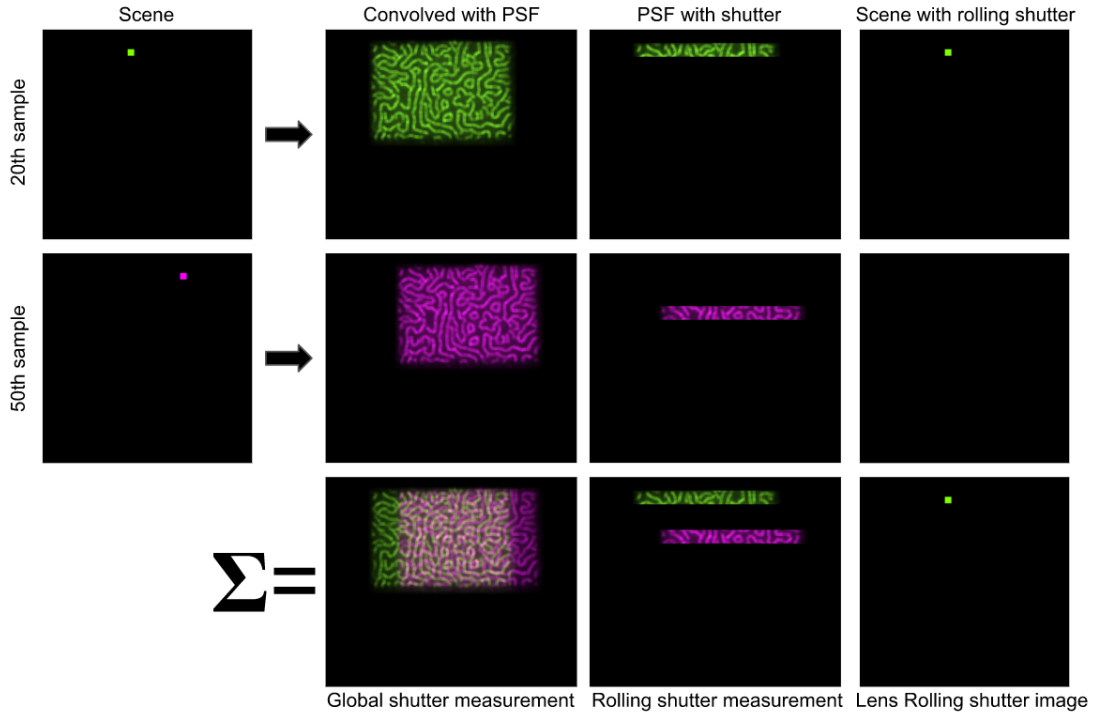 Scene
Convolved with PSF
PSF with shutter
Scene with rolling shutter
20th sample
50th sample
Σ=
Global shutter measurement
Rolling shutter measurement
Lens Rolling shutter image